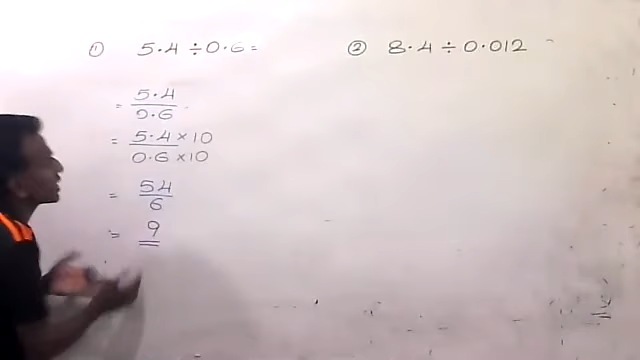 ① 5.4 ÷ 0.6 =
= 5.4 / 0.6
= 5.4 × 10 / 0.6 × 10
= 54 / 6
= 9
② 8.4 ÷ 0.012